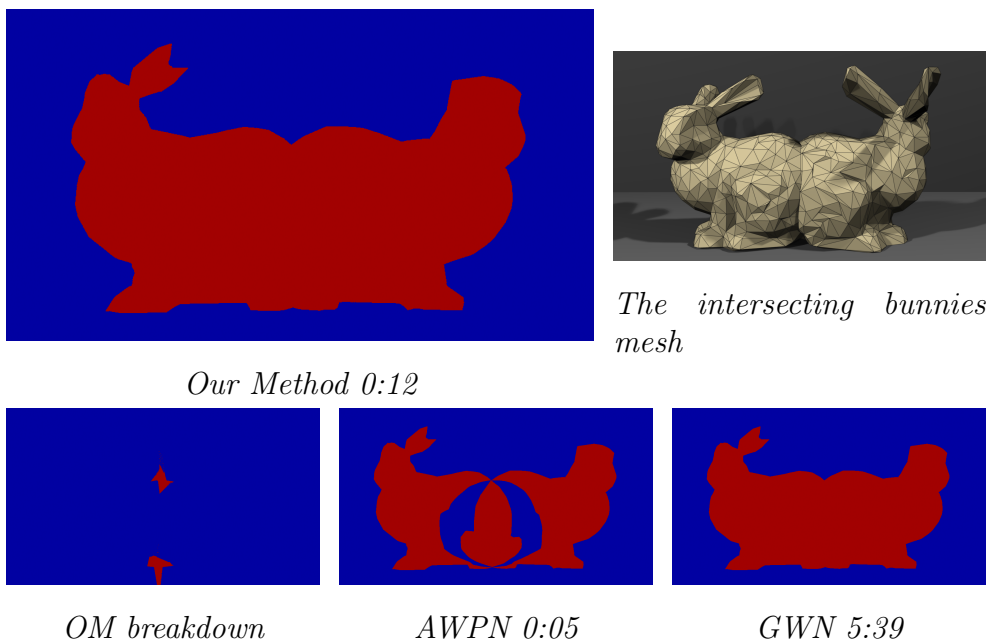 The intersecting bunnies
mesh
Our Method 0:12
OM breakdown
AWPN 0:05
GWN 5:39